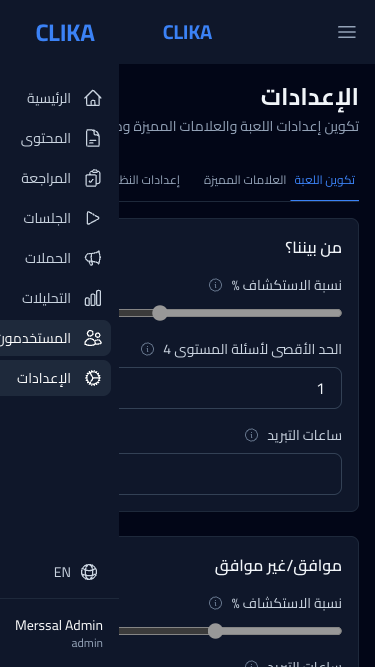 CLIKA
CLIKA
الرئيسية
المحتوى
المراجعة
الجلسات
الحملات
التحليلات
المستخدمون
الإعدادات
EN
Merssal Admin
admin
الإعدادات
تكوين إعدادات اللعبة والعلامات المميزة
تكوين اللعبة
العلامات المميزة
إعدادات
من بيننا؟
نسبة الاستكشاف %
الحد الأقصى لأسئلة المستوى 4
1
ساعات التبريد
موافق/غير موافق
نسبة الاستكشاف %
ساعات التبريد